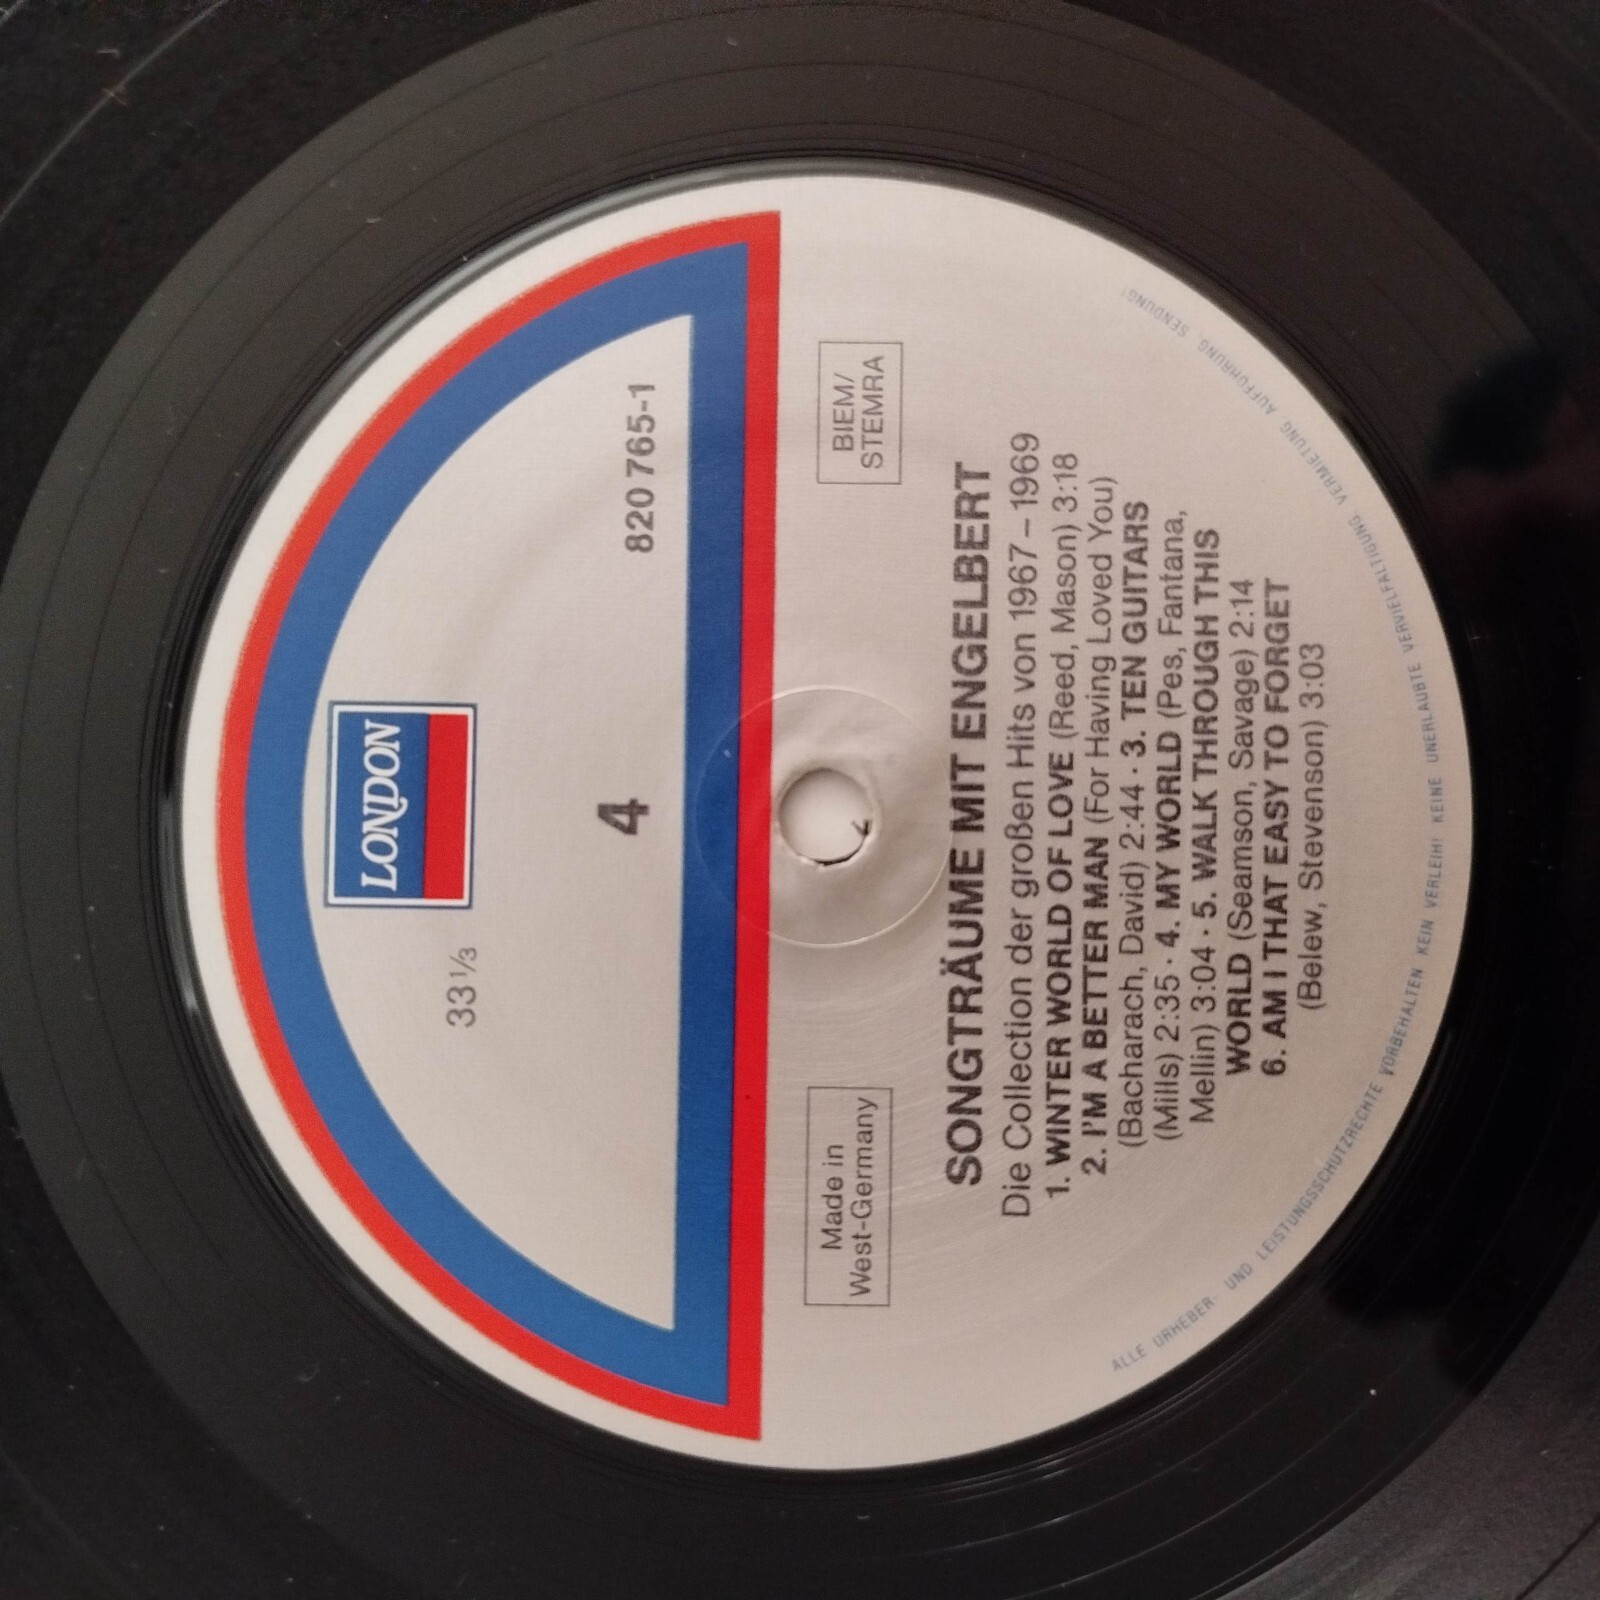 LONDON
33 1/3
4
820 765-1
Made in
West-Germany
BIEM/
STEMRA
SONGTRÄUME MIT ENGELBERT
Die Collection der großen Hits von 1967 – 1969
1. WINTER WORLD OF LOVE (Reed, Mason) 3:18
2. I'M A BETTER MAN (For Having Loved You)
(Bacharach, David) 2:44 · 3. TEN GUITARS
(Mills) 2:35 · 4. MY WORLD (Pes, Fantana,
Mellin) 3:04 · 5. WALK THROUGH THIS
WORLD (Seamson, Savage) 2:14
6. AM I THAT EASY TO FORGET
(Belew, Stevenson) 3:03
ALLE URHEBER- UND LEISTUNGSSCHUTZRECHTE VORBEHALTEN KEIN VERLEIH! KEINE UNERLAUBTE VERVIELFÄLTIGUNG, VERMIETUNG, AUFFÜHRUNG, SENDUNG!